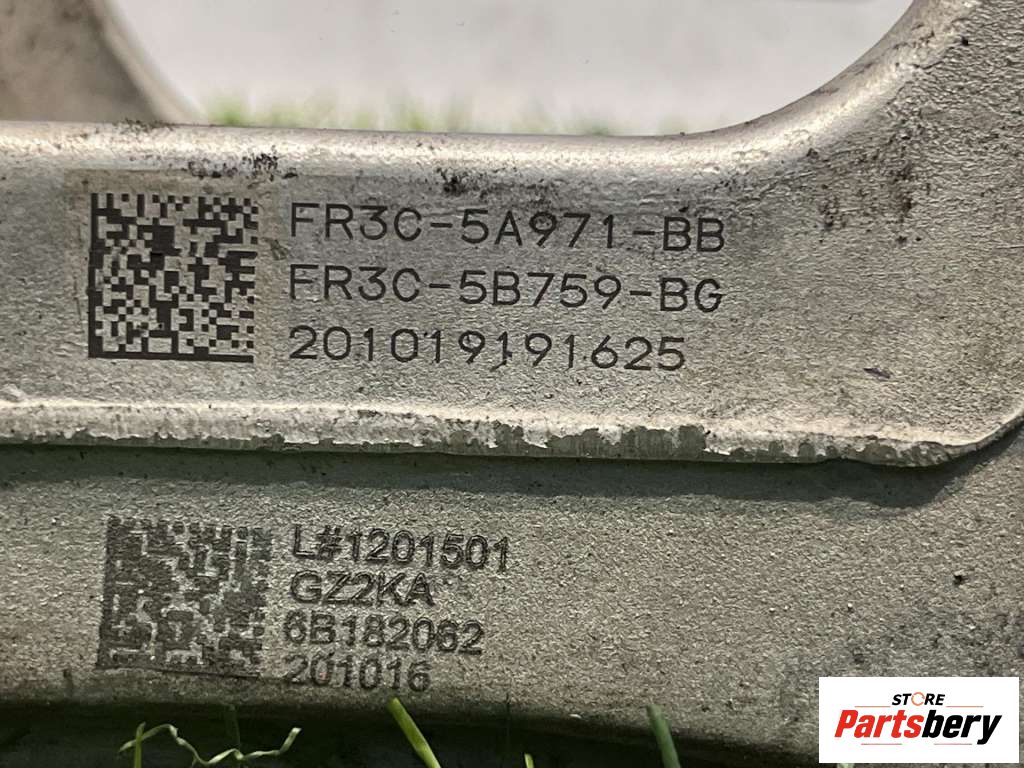 FR3C-5A971-BB
FR3C-5B759-BG
201019191625
L#1201501
GZ2KA
6B182062
201016
STORE
Partsbery